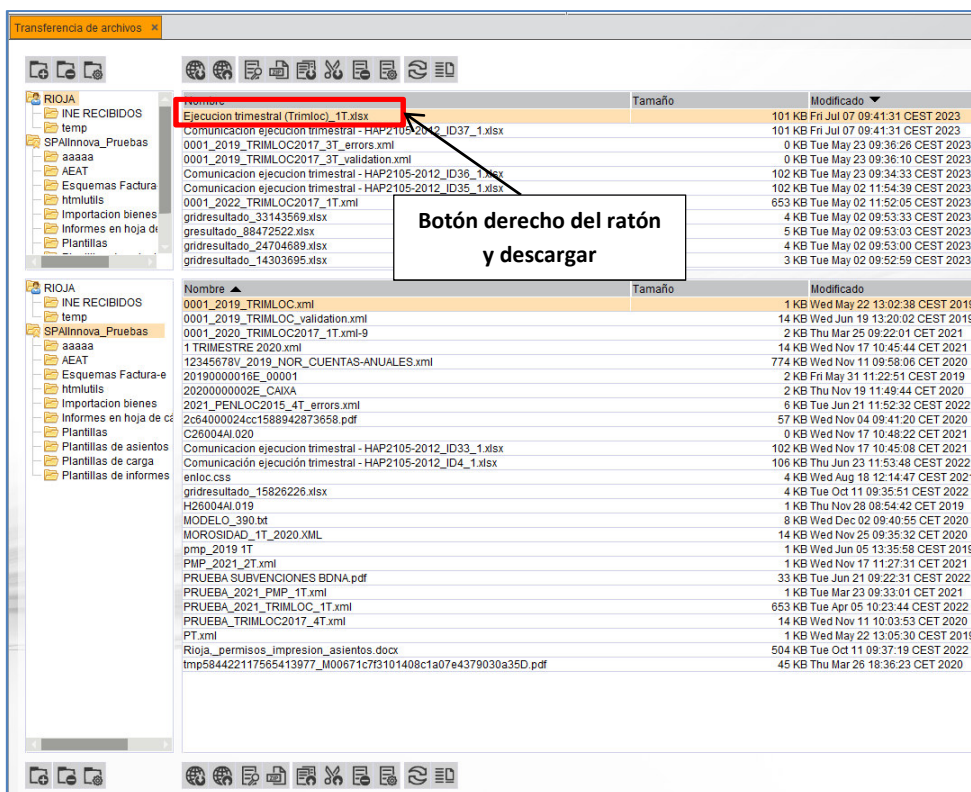 Transferencia de archivos ×
RIOJA
INE RECIBIDOS
temp
SPAIInnova_Pruebas
aaaaa
AEAT
Esquemas Factura
htmlutils
Importacion bienes
Informes en hoja de
Plantillas
Nombre Tamaño Modificado
Ejecucion trimestral (Trimloc)_1T.xlsx 101 KB Fri Jul 07 09:41:31 CEST 2023
Comunicacion ejecucion trimestral - HAP2105-2012_ID37_1.xlsx 101 KB Fri Jul 07 09:41:31 CEST 2023
0001_2019_TRIMLOC2017_3T_errors.xml 0 KB Tue May 23 09:36:26 CEST 2023
0001_2019_TRIMLOC2017_3T_validation.xml 0 KB Tue May 23 09:36:10 CEST 2023
Comunicacion ejecucion trimestral - HAP2105-2012_ID36_1.xlsx 102 KB Tue May 23 09:34:33 CEST 2023
Comunicacion ejecucion trimestral - HAP2105-2012_ID35_1.xlsx 102 KB Tue May 02 11:54:39 CEST 2023
0001_2022_TRIMLOC2017_1T.xml 653 KB Tue May 02 11:52:05 CEST 2023
gridresultado_33143569.xlsx 4 KB Tue May 02 09:53:33 CEST 2023
gresultado_88472522.xlsx 5 KB Tue May 02 09:53:03 CEST 2023
gridresultado_24704689.xlsx 4 KB Tue May 02 09:53:00 CEST 2023
gridresultado_14303695.xlsx 3 KB Tue May 02 09:52:59 CEST 2023
Botón derecho del ratón
y descargar
RIOJA
INE RECIBIDOS
temp
SPAIInnova_Pruebas
aaaaa
AEAT
Esquemas Factura-e
htmlutils
Importacion bienes
Informes en hoja de cá
Plantillas
Plantillas de asientos
Plantillas de carga
Plantillas de informes
Nombre Tamaño Modificado
0001_2019_TRIMLOC.xml 1 KB Wed May 22 13:02:38 CEST 2019
0001_2019_TRIMLOC_validation.xml 14 KB Wed Jun 19 13:20:02 CEST 2019
0001_2020_TRIMLOC2017_1T.xml-9 2 KB Thu Mar 25 09:22:01 CET 2021
1 TRIMESTRE 2020.xml 14 KB Wed Nov 17 10:45:44 CET 2021
12345678V_2019_NOR_CUENTAS-ANUALES.xml 774 KB Wed Nov 11 09:58:06 CET 2020
20190000016E_00001 2 KB Fri May 31 11:22:51 CEST 2019
20200000002E_CAIXA 2 KB Thu Nov 19 11:49:44 CET 2020
2021_PENLOC2015_4T_errors.xml 6 KB Tue Jun 21 11:52:32 CEST 2022
2c64000024cc1588942873658.pdf 57 KB Wed Nov 04 09:41:20 CET 2020
C26004AI.020 0 KB Wed Nov 17 10:48:22 CET 2021
Comunicacion ejecucion trimestral - HAP2105-2012_ID33_1.xlsx 102 KB Wed Nov 17 10:45:08 CET 2021
Comunicación ejecución trimestral - HAP2105-2012_ID4_1.xlsx 106 KB Thu Jun 23 11:53:48 CEST 2022
enloc.css 4 KB Wed Aug 18 12:14:47 CEST 2021
gridresultado_15826226.xlsx 4 KB Tue Oct 11 09:35:51 CEST 2022
H26004AI.019 1 KB Thu Nov 28 08:54:42 CET 2019
MODELO_390.txt 8 KB Wed Dec 02 09:40:55 CET 2020
MOROSIDAD_1T_2020.XML 14 KB Wed Nov 25 09:35:32 CET 2020
pmp_2019 1T 1 KB Wed Jun 05 13:35:58 CEST 2019
PMP_2021_2T.xml 1 KB Wed Nov 17 11:27:31 CET 2021
PRUEBA SUBVENCIONES BDNA.pdf 33 KB Tue Jun 21 09:22:31 CEST 2022
PRUEBA_2021_PMP_1T.xml 1 KB Tue Mar 23 09:33:01 CET 2021
PRUEBA_2021_TRIMLOC_1T.xml 653 KB Tue Apr 05 10:23:44 CEST 2022
PRUEBA_TRIMLOC2017_4T.xml 14 KB Wed Nov 11 10:03:53 CET 2020
PT.xml 1 KB Wed May 22 13:05:30 CEST 2019
Rioja,_permisos_impresion_asientos.docx 504 KB Tue Oct 11 09:37:19 CEST 2022
tmp584422117565413977_M00671c7f3101408c1a07e4379030a35D.pdf 45 KB Thu Mar 26 18:36:23 CET 2020